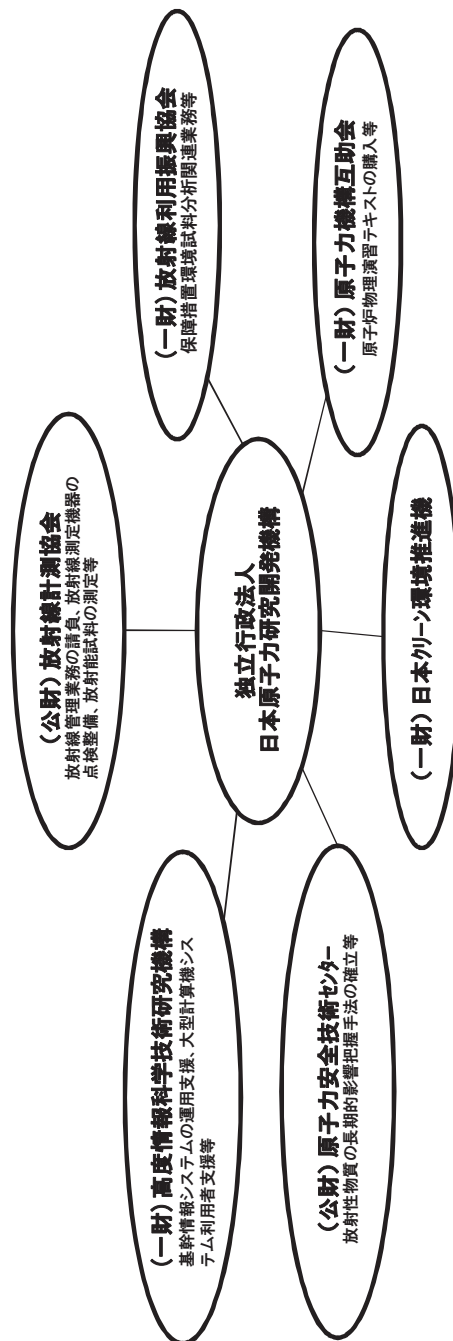 (一財)高度情報科学技術研究機構
基幹情報システムの運用支援、大型計算機シス
テム利用者支援等
(公財)放射線計測協会
放射線管理業務の請負、放射線測定機器の
点検整備、放射能試料の測定等
(一財)放射線利用振興協会
保障措置環境試料分析関連業務等
独立行政法人
日本原子力研究開発機構
(公財)原子力安全技術センター
放射性物質の長期的影響把握手法の確立等
(一財)日本クリーン環境推進機
(一財)原子力機構互助会
原子炉物理演習テキストの購入等